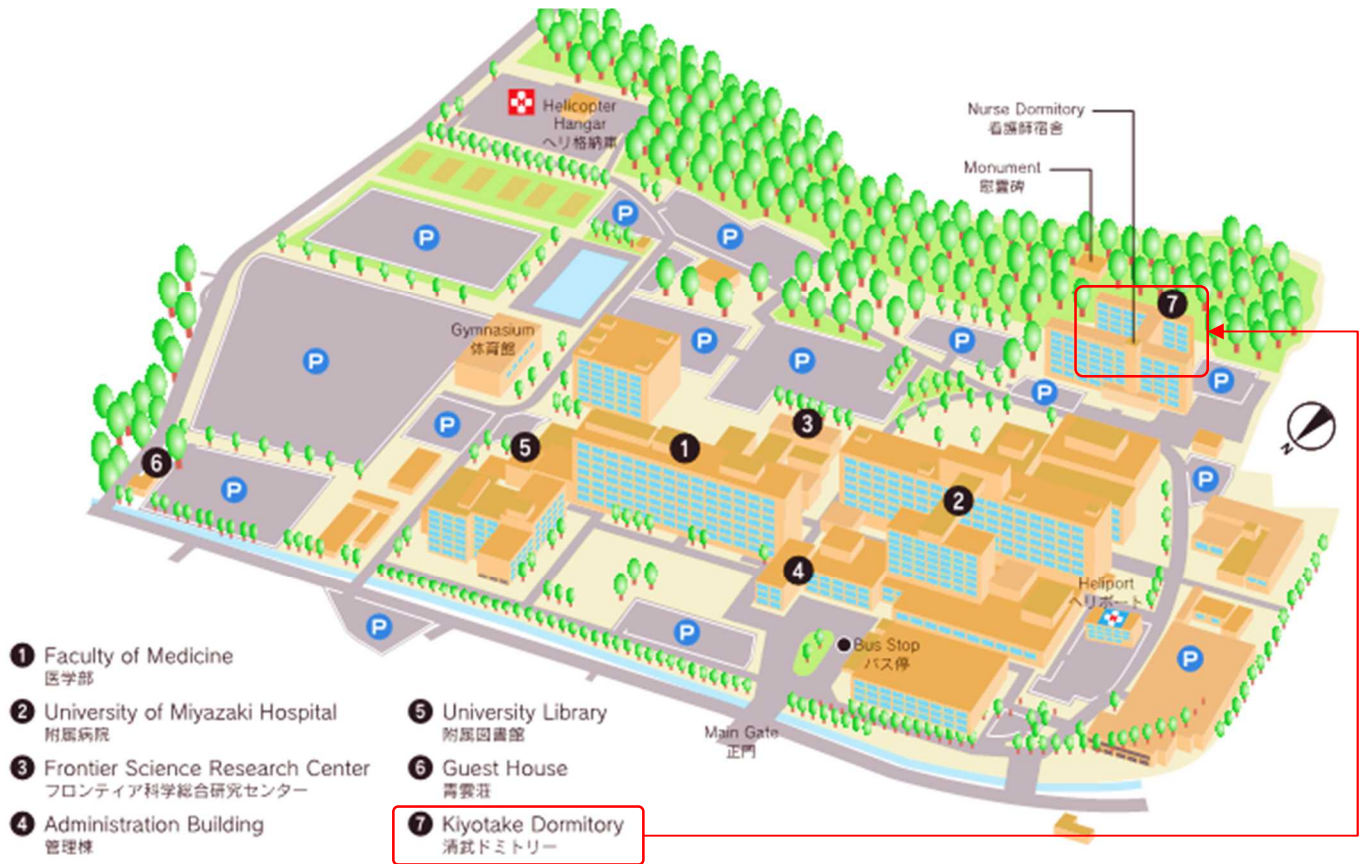 Helicopter
Hangar
ヘリ格納庫
Nurse Dormitory
看護師宿舎
Monument
慰霊碑
P
P
P
7
Gymnasium
体育館
P
P
P
P
P
P
3
5
1
6
P
P
2
N
4
Heliport
ヘリポート
P
P
Bus Stop
バス停
P
Main Gate
正門
1 Faculty of Medicine
医学部
2 University of Miyazaki Hospital
附属病院
3 Frontier Science Research Center
フロンティア科学総合研究センター
4 Administration Building
管理棟
5 University Library
附属図書館
6 Guest House
青雲荘
7 Kiyotake Dormitory
清武ドミトリー